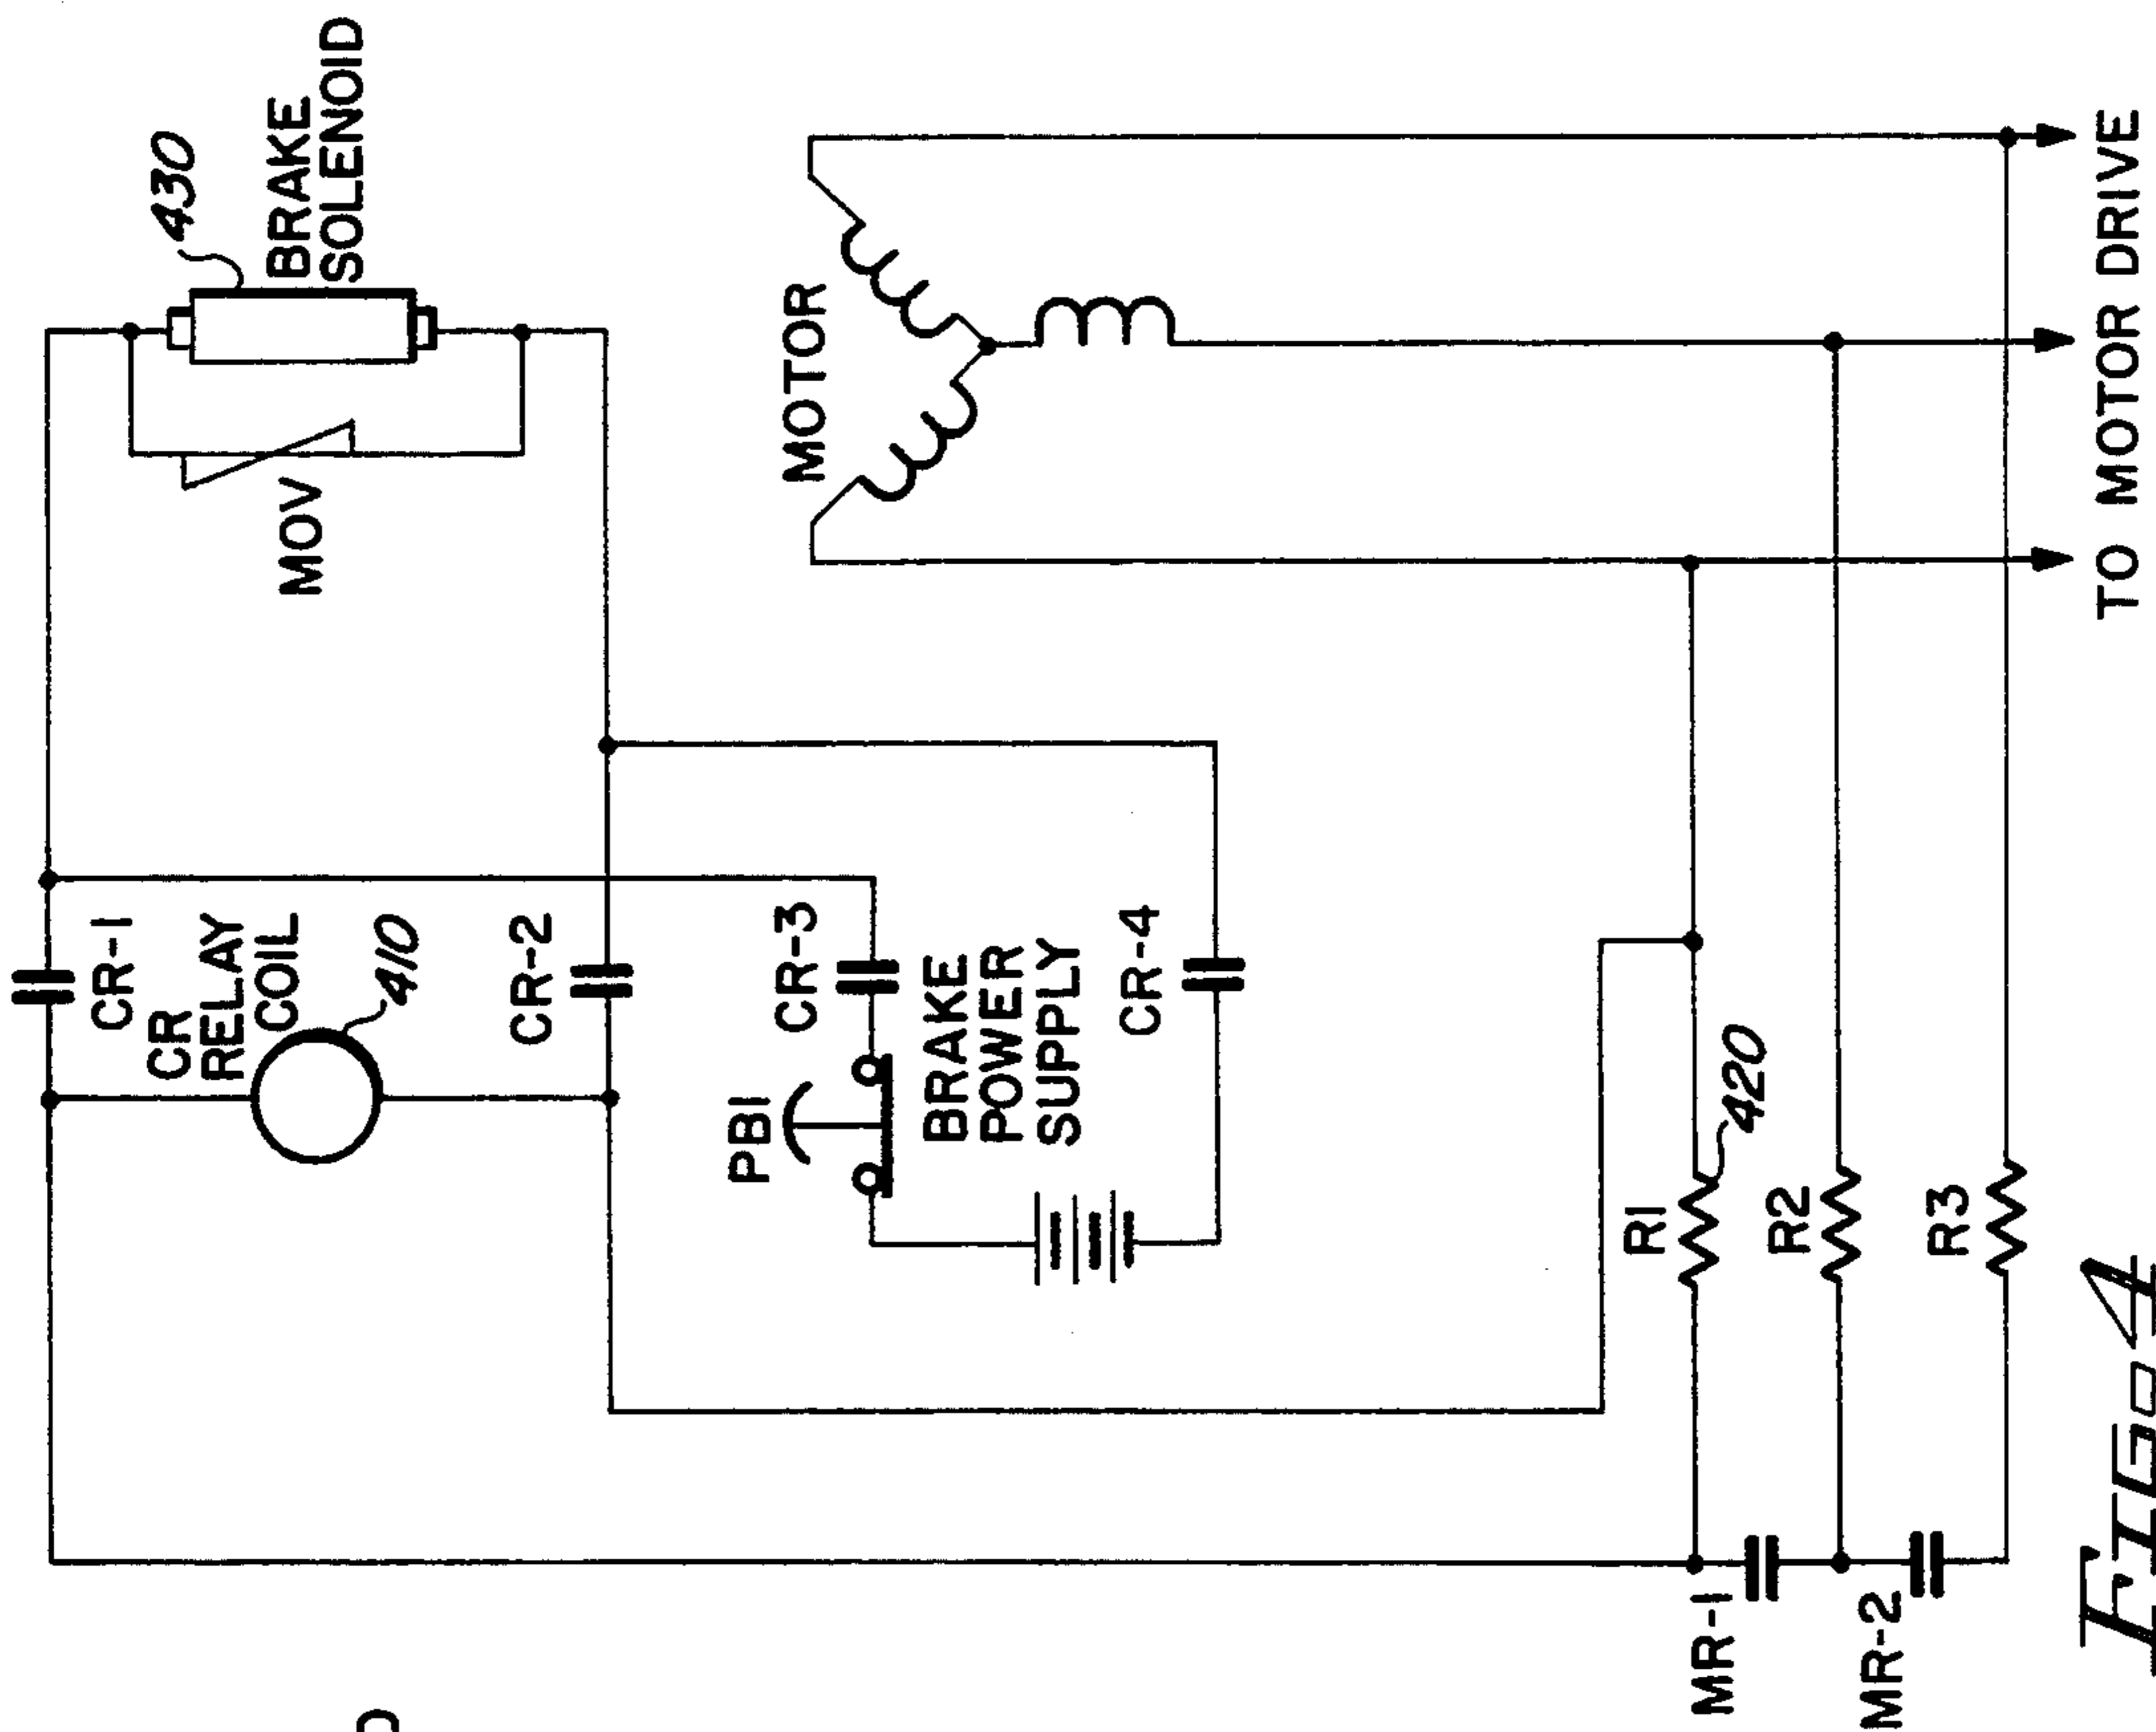 430
BRAKE
SOLENOID
MOV
CR-1
CR
RELAY
COIL
410
CR-2
MOTOR
PB1
CR-3
BRAKE
POWER
SUPPLY
CR-4
R1
420
R2
R3
MR-1
MR-2
TO MOTOR DRIVE
FIG. 4